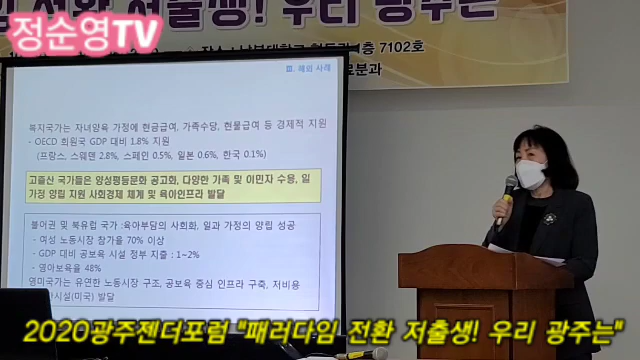 전환 저출생! 우리 광주는
정순영TV
1층 7102호
분과
Ⅲ. 해외 사례
복지국가는 자녀양육 가정에 현금급여, 가족수당, 현물급여 등 경제적 지원
- OECD 회원국 GDP 대비 1.8% 지원
(프랑스, 스웨덴 2.8%, 스페인 0.5%, 일본 0.6%, 한국 0.1%)
고출산 국가들은 양성평등문화 공고화, 다양한 가족 및 이민자 수용, 일
가정 양립 지원 사회경제 체계 및 육아인프라 발달
불어권 및 북유럽 국가 :육아부담의 사회화, 일과 가정의 양립 성공
- 여성 노동시장 참가율 70% 이상
- GDP 대비 공보육 시설 정부 지출 : 1~2%
- 영아보육율 48%
영미국가는 유연한 노동시장 구조, 공보육 중심 인프라 구축, 저비용
시설(미국) 발달
2020광주젠더포럼 "패러다임 전환 저출생! 우리 광주는"